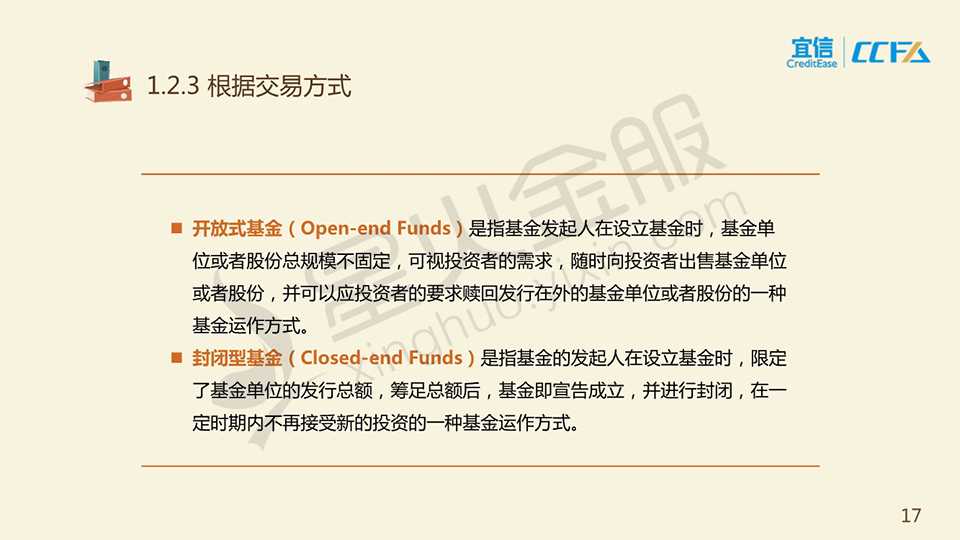 宜信
CreditEase
CCFA
1.2.3 根据交易方式
星火金服
xinghuo.yixin.com
■ 开放式基金（Open-end Funds）是指基金发起人在设立基金时，基金单
位或者股份总规模不固定，可视投资者的需求，随时向投资者出售基金单位
或者股份，并可以应投资者的要求赎回发行在外的基金单位或者股份的一种
基金运作方式。
■ 封闭型基金（Closed-end Funds）是指基金的发起人在设立基金时，限定
了基金单位的发行总额，筹足总额后，基金即宣告成立，并进行封闭，在一
定时期内不再接受新的投资的一种基金运作方式。
17